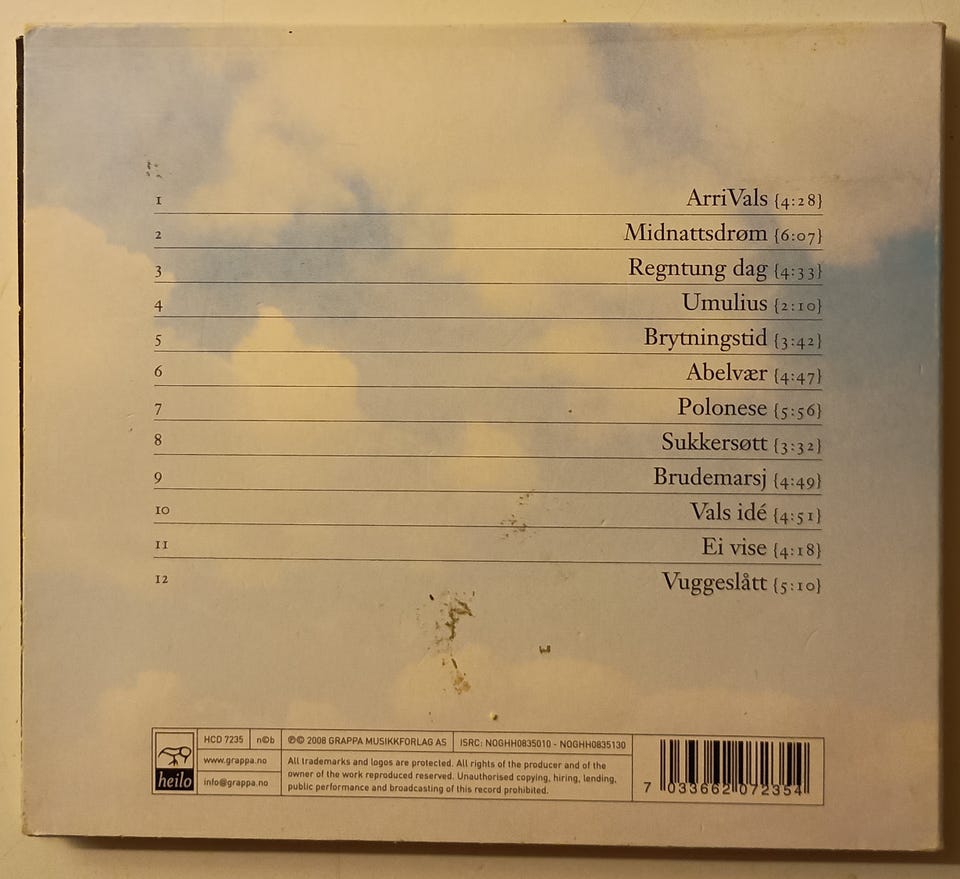 1 ArriVals {4:28}
2 Midnattsdrøm {6:07}
3 Regntung dag {4:33}
4 Umulius {2:10}
5 Brytningstid {3:42}
6 Abelvær {4:47}
7 Polonese {5:56}
8 Sukkersøtt {3:32}
9 Brudemarsj {4:49}
10 Vals idé {4:51}
11 Ei vise {4:18}
12 Vuggeslått {5:10}
heilo
HCD 7235
n©b
℗© 2008 GRAPPA MUSIKKFORLAG AS
ISRC: NOGHH0835010 - NOGHH0835130
www.grappa.no
info@grappa.no
All trademarks and logos are protected. All rights of the producer and of the
owner of the work reproduced reserved. Unauthorised copying, hiring, lending,
public performance and broadcasting of this record prohibited.
7 033662 072354